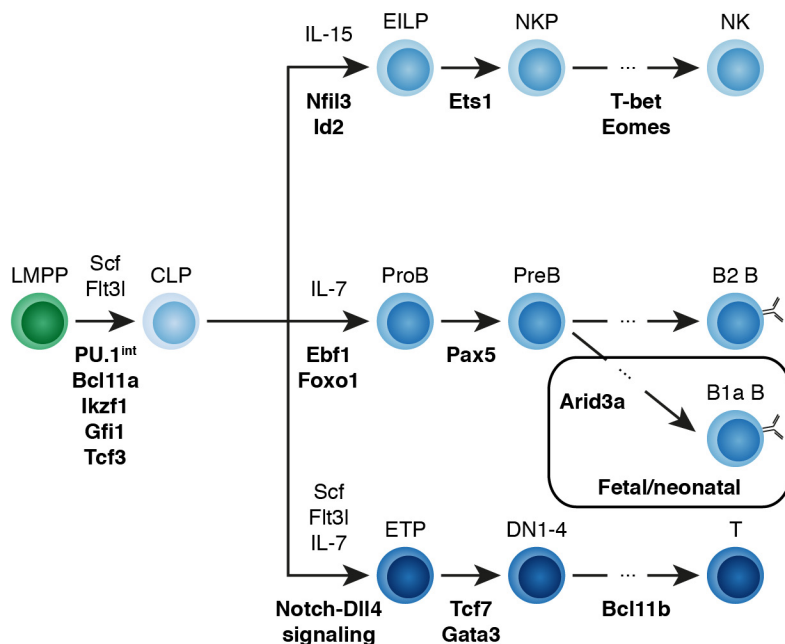 IL-15
EILP
NKP
NK
...
Nfil3
Id2
Ets1
T-bet
Eomes
LMPP
Scf
Flt3l
CLP
PU.1int
Bcl11a
Ikzf1
Gfi1
Tcf3
IL-7
ProB
PreB
B2 B
...
Ebf1
Foxo1
Pax5
...
Arid3a
B1a B
Fetal/neonatal
Scf
Flt3l
IL-7
ETP
DN1-4
T
...
Notch-Dll4
signaling
Tcf7
Gata3
Bcl11b